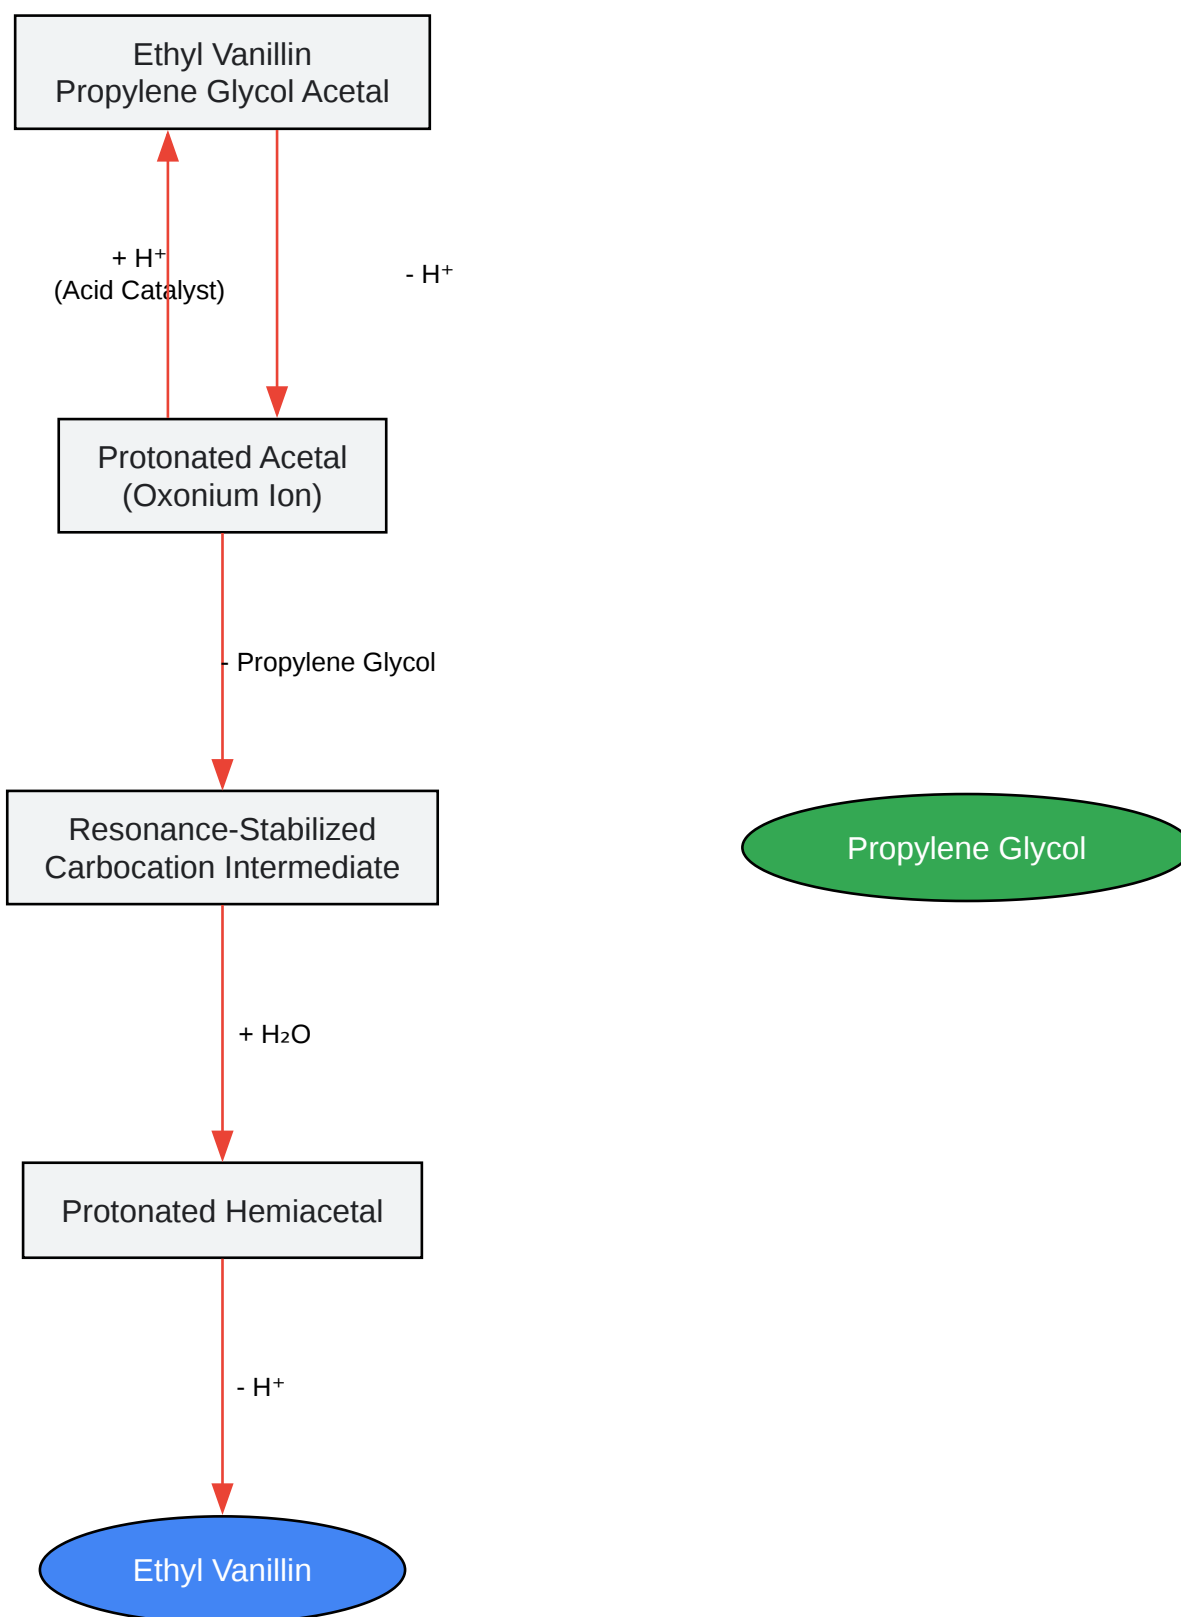 Ethyl Vanillin
Propylene Glycol Acetal
+ H⁺
(Acid Catalyst)
- H⁺
Protonated Acetal
(Oxonium Ion)
- Propylene Glycol
Resonance-Stabilized
Carbocation Intermediate
Propylene Glycol
+ H₂O
Protonated Hemiacetal
- H⁺
Ethyl Vanillin